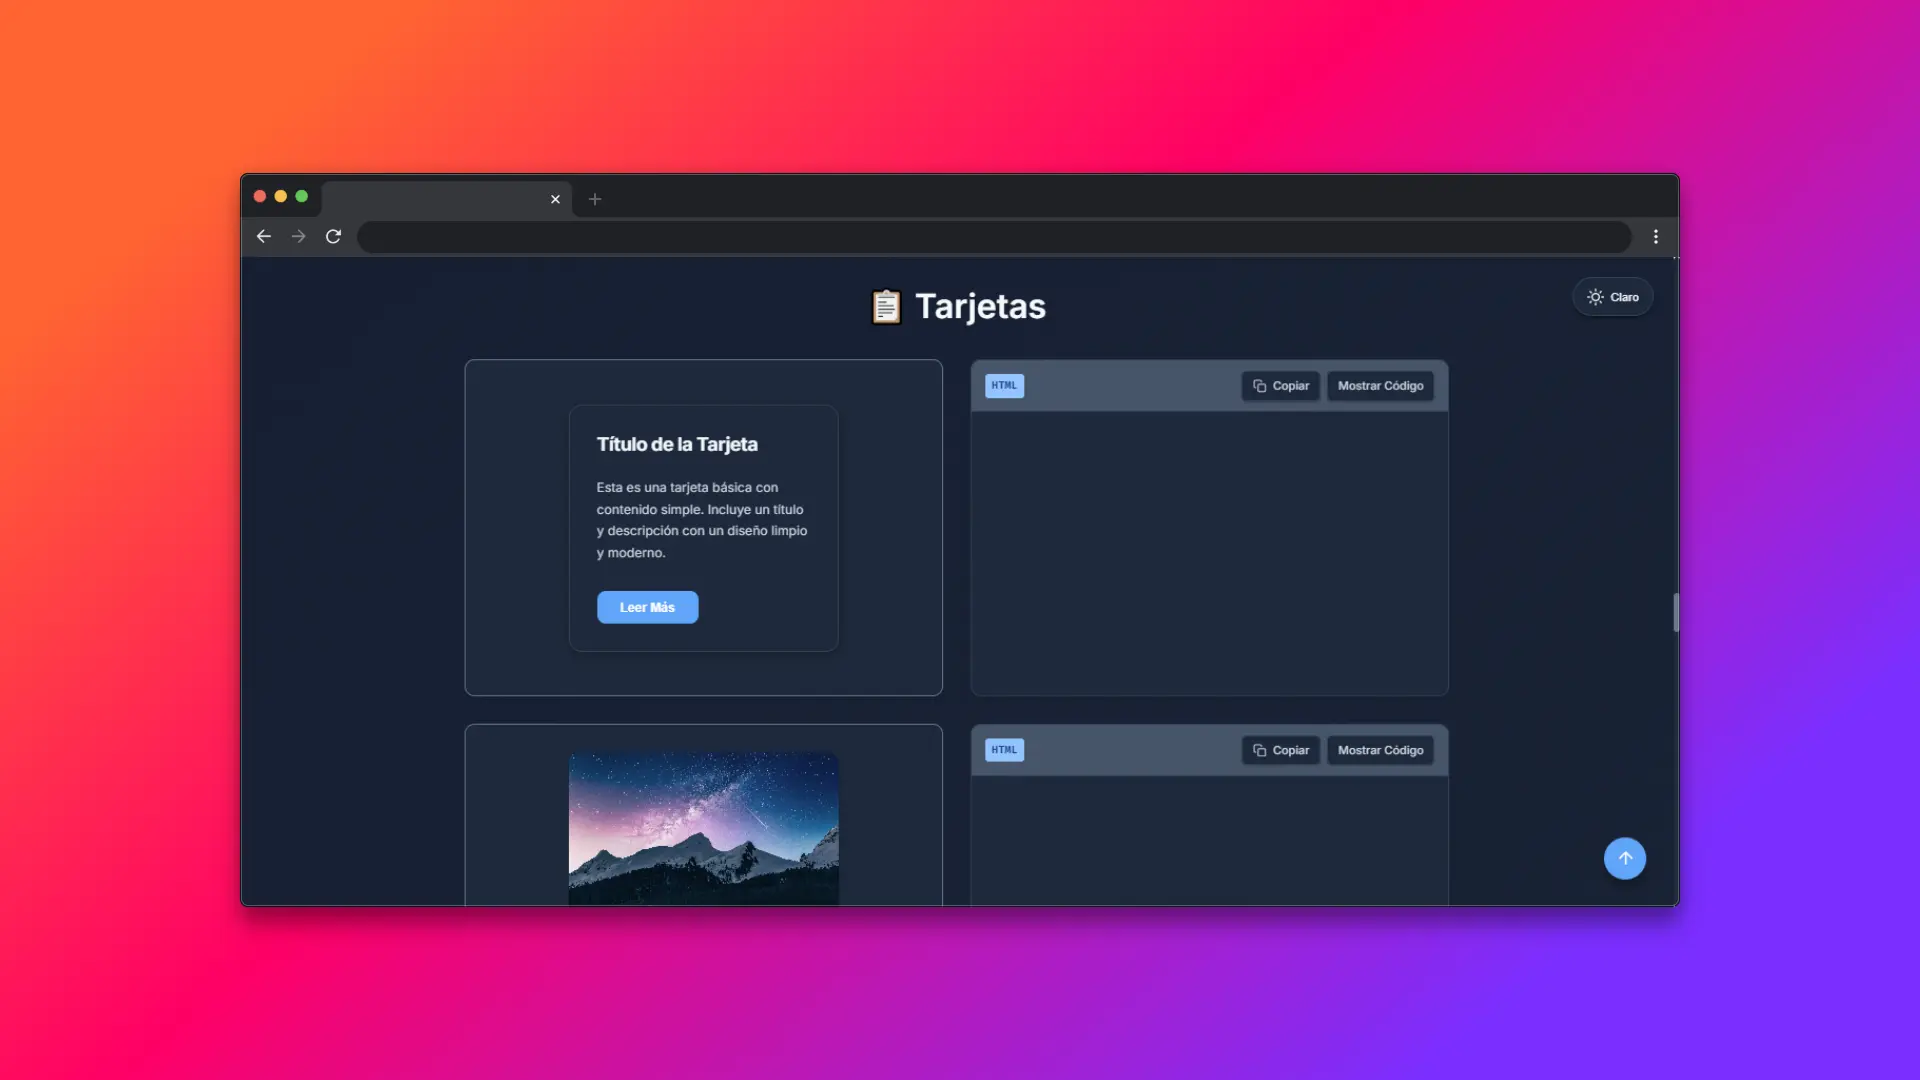 Tarjetas
Claro
Título de la Tarjeta
Esta es una tarjeta básica con
contenido simple. Incluye un título
y descripción con un diseño limpio
y moderno.
Leer Más
HTML
Copiar
Mostrar Código
HTML
Copiar
Mostrar Código